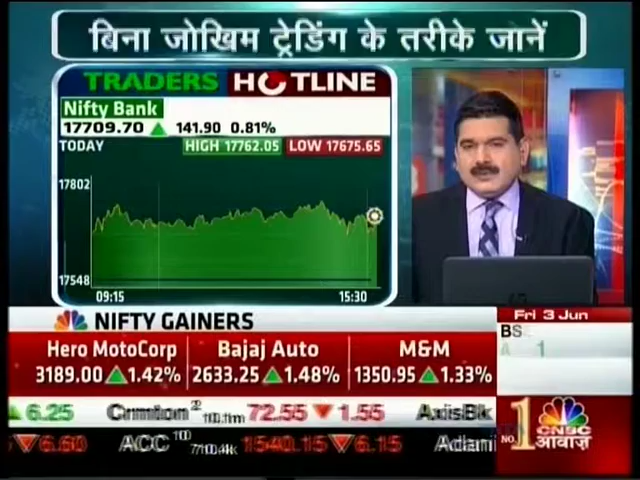 बिना जोखिम ट्रेडिंग के तरीके जानें
TRADERS HOTLINE
Nifty Bank
17709.70 ▲ 141.90 0.81%
TODAY HIGH 17762.05 LOW 17675.65
17802
17548
09:15 15:30
NIFTY GAINERS
Fri 3 Jun
Hero MotoCorp Bajaj Auto M&M
3189.00 ▲ 1.42% 2633.25 ▲ 1.48% 1350.95 ▲ 1.33%
▲ 6.25 72.55 ▼ 1.55 AxisBk
▼ 6.60 ACC 1540.15 ▼ 6.15 Adani
No. 1 CNBC
आवाज़